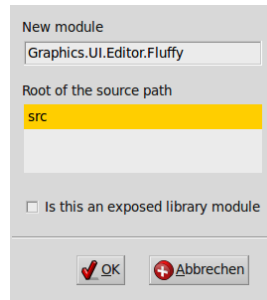 New module
Graphics.UI.Editor.Fluffy
Root of the source path
src
Is this an exposed library module
OK
Abbrechen